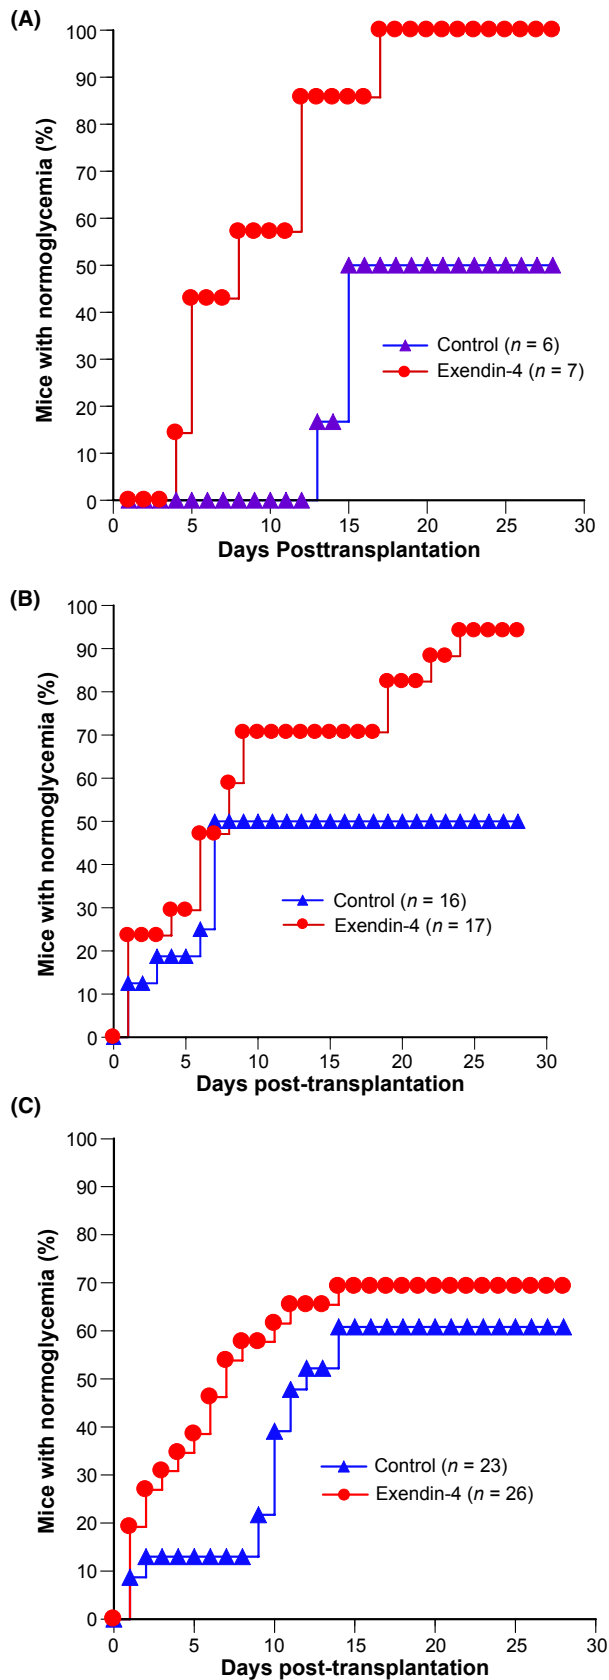 (A)
100
90
80
70
60
50
40
30
20
10
0
Mice with normoglycemia (%)
Control (n = 6)
Exendin-4 (n = 7)
5 10 15 20 25 30
Days Posttransplantation
(B)
100
90
80
70
60
50
40
30
20
10
0
Mice with normoglycemia (%)
Control (n = 16)
Exendin-4 (n = 17)
0 5 10 15 20 25 30
Days post-transplantation
(C)
100
90
80
70
60
50
40
30
20
10
0
Mice with normoglycemia (%)
Control (n = 23)
Exendin-4 (n = 26)
0 5 10 15 20 25 30
Days post-transplantation